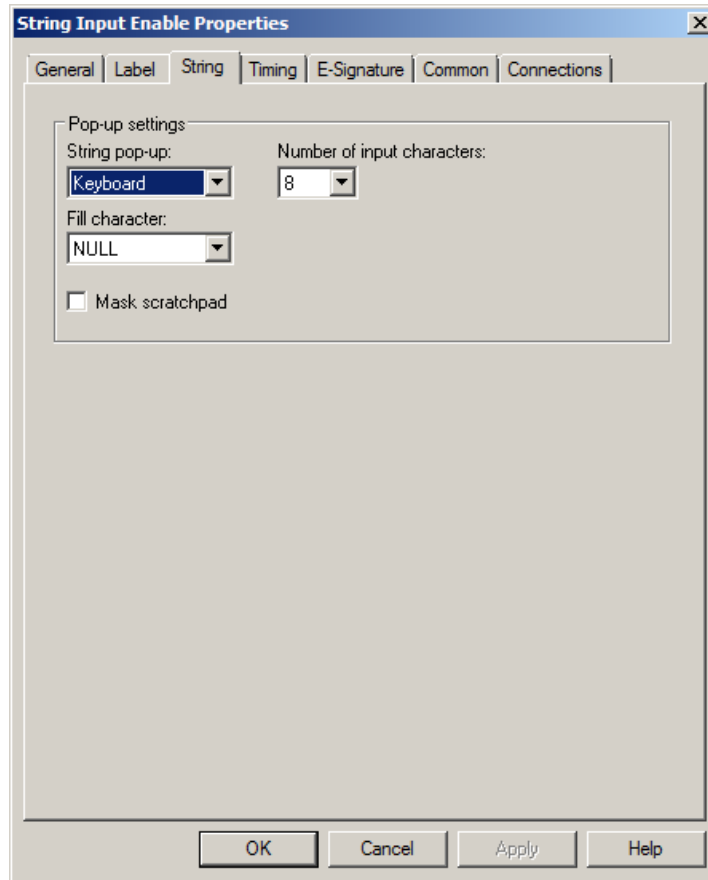 String Input Enable Properties
General Label String Timing E-Signature Common Connections
Pop-up settings
String pop-up: Number of input characters:
Keyboard 8
Fill character:
NULL
Mask scratchpad
OK Cancel Apply Help